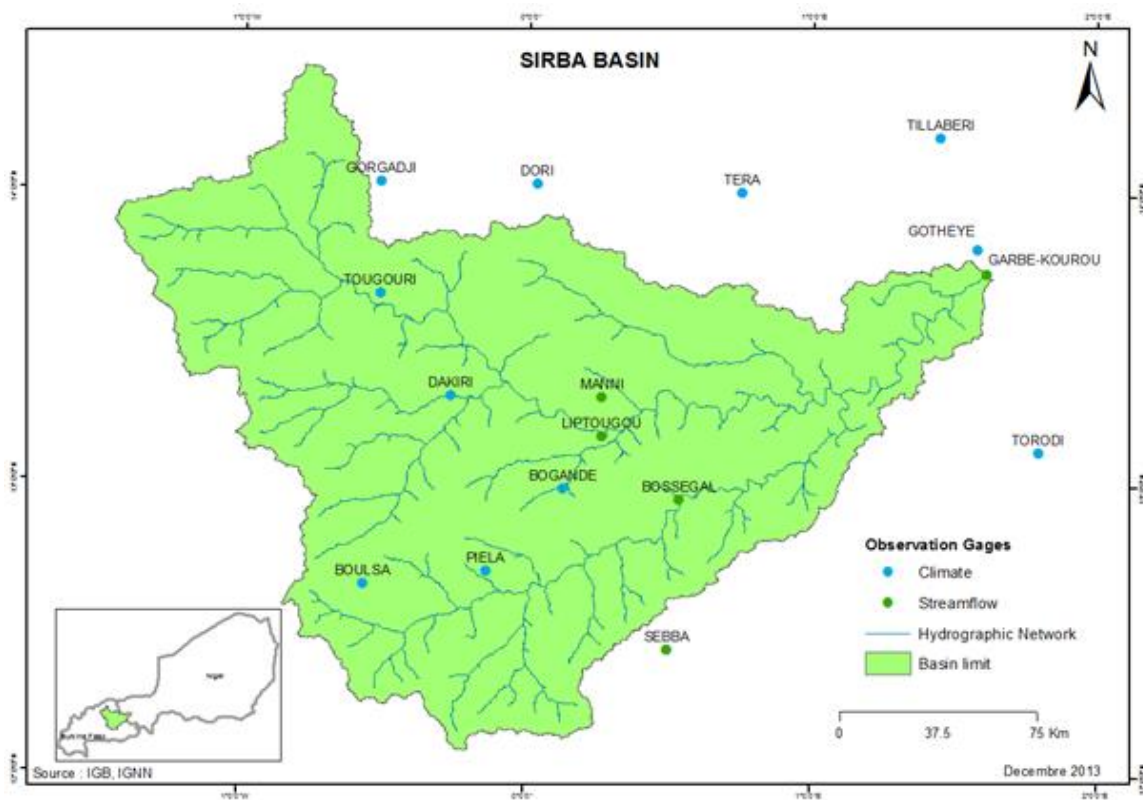 SIRBA BASIN
N
TILLABERI
GORGADJI
DORI
TERA
GOTHEYE
GARBE-KOUROU
TOUGOURI
DAKIRI
MANNI
LIPTOUGOU
TORODI
BOGANDE
BOSSEGAL
PIELA
BOULSA
SEBBA
Observation Gages
Climate
Streamflow
Hydrographic Network
Basin limit
0
37.5
75 Km
Niger
Source : IGB, IGNN
Decembre 2013